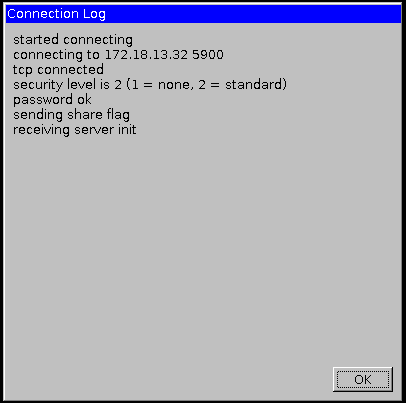 Connection Log
started connecting
connecting to 172.18.13.32 5900
tcp connected
security level is 2 (1 = none, 2 = standard)
password ok
sending share flag
receiving server init
OK